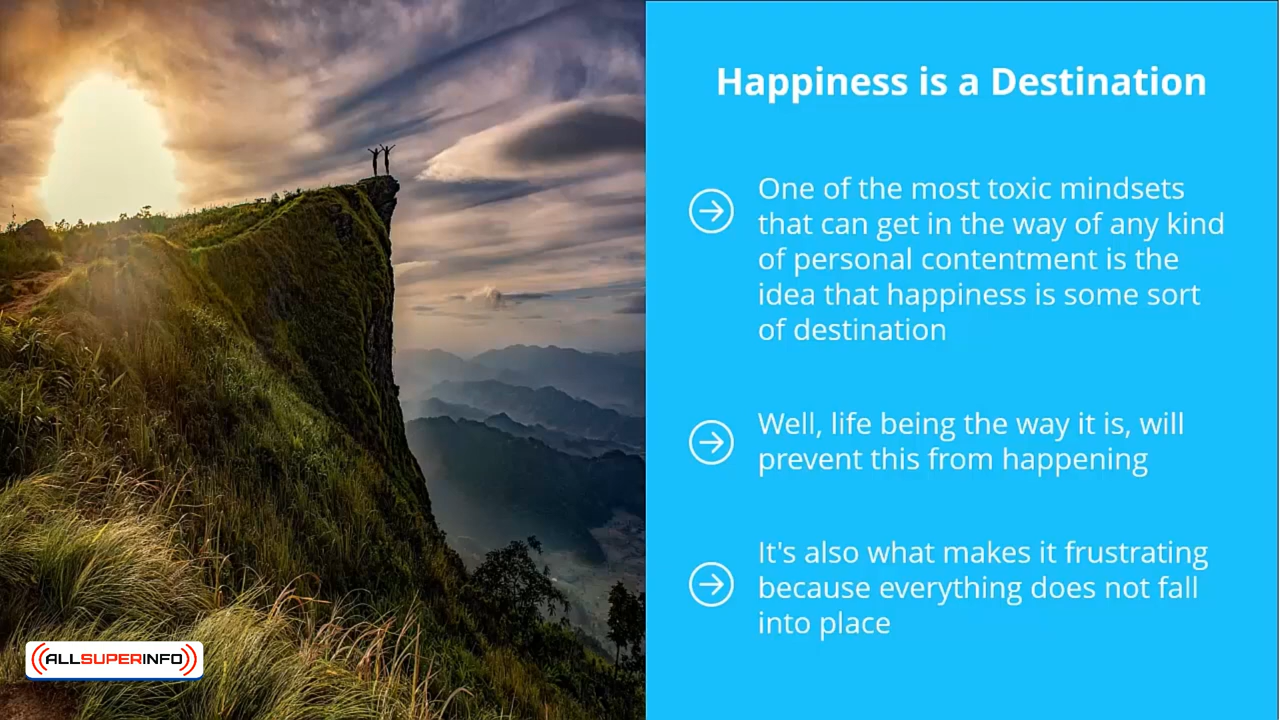 Happiness is a Destination
One of the most toxic mindsets
that can get in the way of any kind
of personal contentment is the
idea that happiness is some sort
of destination
Well, life being the way it is, will
prevent this from happening
It's also what makes it frustrating
because everything does not fall
into place
ALLSUPERINFO